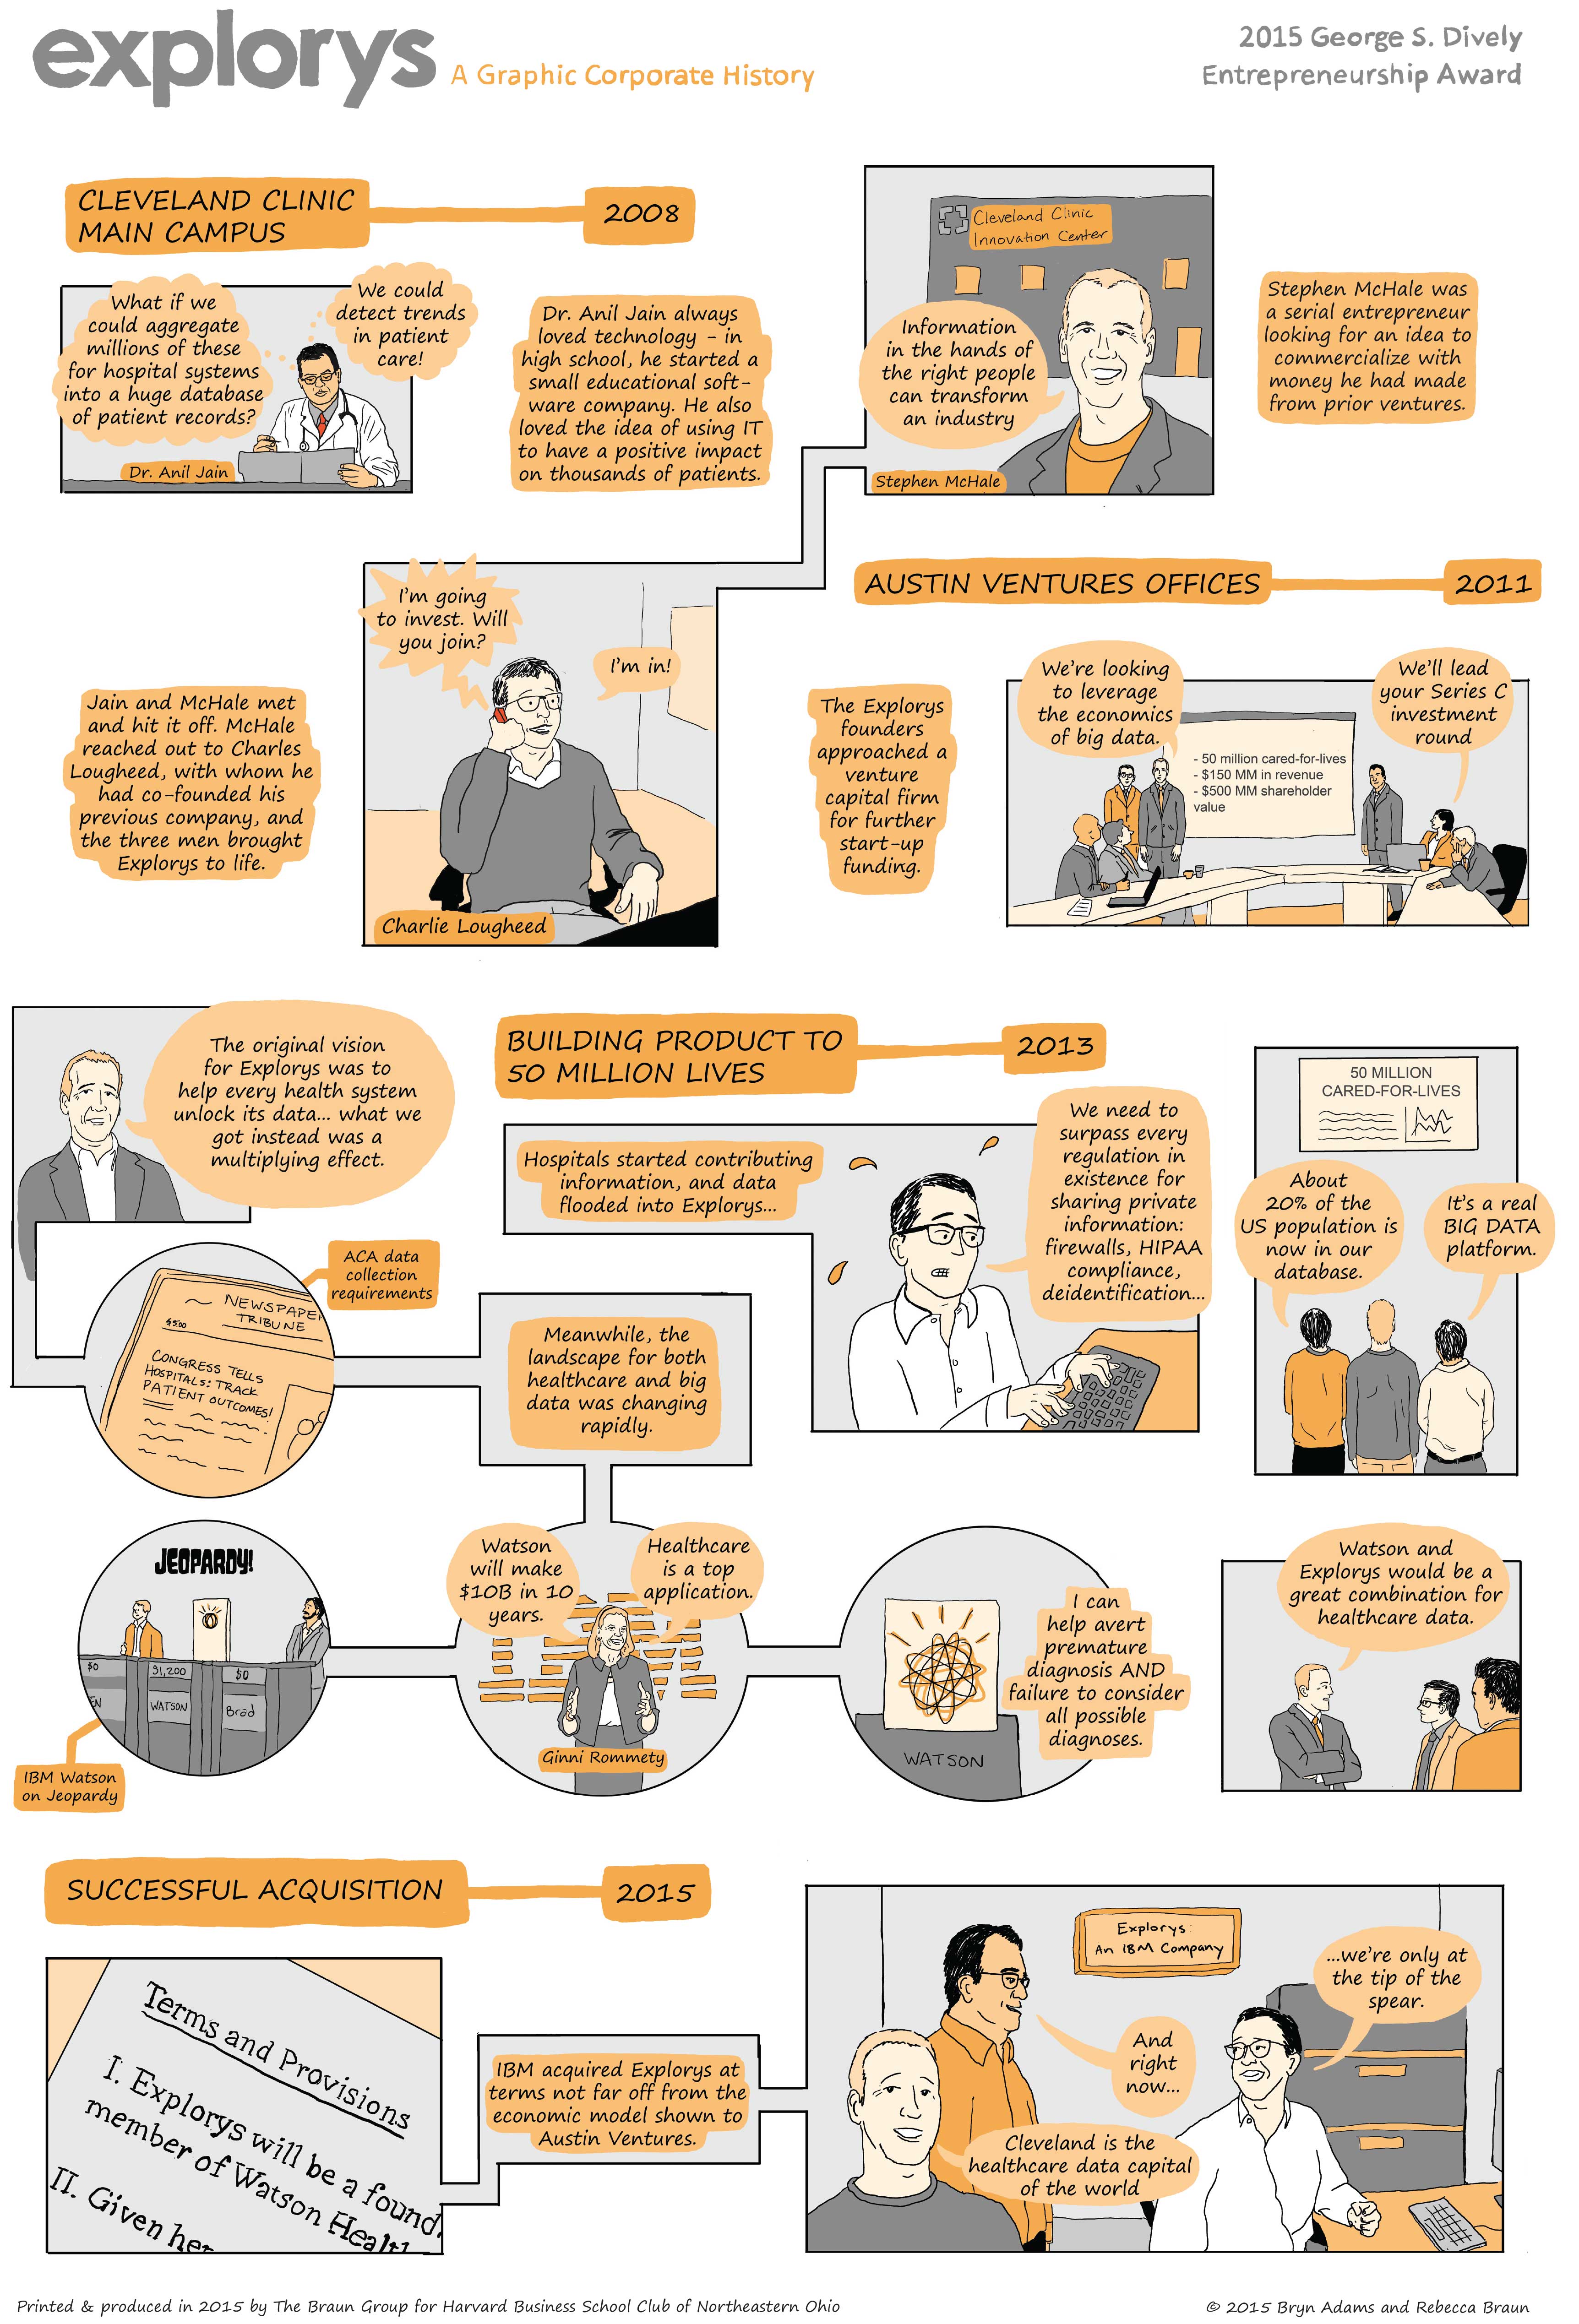 explorys
A Graphic Corporate History
2015 George S. Dively
Entrepreneurship Award
CLEVELAND CLINIC
MAIN CAMPUS
2008
What if we
could aggregate
millions of these
for hospital systems
into a huge database
of patient records?
We could
detect trends
in patient
care!
Dr. Anil Jain
Dr. Anil Jain always
loved technology - in
high school, he started a
small educational soft-
ware company. He also
loved the idea of using IT
to have a positive impact
on thousands of patients.
Cleveland Clinic
Innovation Center
Information
in the hands of
the right people
can transform
an industry
Stephen McHale
Stephen McHale was
a serial entrepreneur
looking for an idea to
commercialize with
money he had made
from prior ventures.
Jain and McHale met
and hit it off. McHale
reached out to Charles
Lougheed, with whom he
had co-founded his
previous company, and
the three men brought
Explorys to life.
I'm going
to invest. Will
you join?
I'm in!
Charlie Lougheed
AUSTIN VENTURES OFFICES
2011
The Explorys
founders
approached a
venture
capital firm
for further
start-up
funding.
We're looking
to leverage
the economics
of big data.
- 50 million cared-for-lives
- $150 MM in revenue
- $500 MM shareholder
value
We'll lead
your Series C
investment
round
The original vision
for Explorys was to
help every health system
unlock its data... what we
got instead was a
multiplying effect.
BUILDING PRODUCT TO
50 MILLION LIVES
2013
Hospitals started contributing
information, and data
flooded into Explorys...
We need to
surpass every
regulation in
existence for
sharing private
information:
firewalls, HIPAA
compliance,
deidentification...
50 MILLION
CARED-FOR-LIVES
About
20% of the
US population is
now in our
database.
It's a real
BIG DATA
platform.
ACA data
collection
requirements
NEWSPAPE
TRIBUNE
$5.00
CONGRESS TELLS
HOSPITALS: TRACK
PATIENT OUTCOMES!
Meanwhile, the
landscape for both
healthcare and big
data was changing
rapidly.
JEOPARDY!
$0
$1,200
$0
EN
WATSON
Brad
IBM Watson
on Jeopardy
Watson
will make
$10B in 10
years.
Healthcare
is a top
application.
IBM
Ginni Rommety
I can
help avert
premature
diagnosis AND
failure to consider
all possible
diagnoses.
WATSON
Watson and
Explorys would be a
great combination for
healthcare data.
SUCCESSFUL ACQUISITION
2015
Terms and Provisions
I. Explorys will be a found.
member of Watson Healt
II. Given her
IBM acquired Explorys at
terms not far off from the
economic model shown to
Austin Ventures.
Explorys:
An IBM Company
...we're only at
the tip of the
spear.
And
right
now...
Cleveland is the
healthcare data capital
of the world
Printed & produced in 2015 by The Braun Group for Harvard Business School Club of Northeastern Ohio
© 2015 Bryn Adams and Rebecca Braun